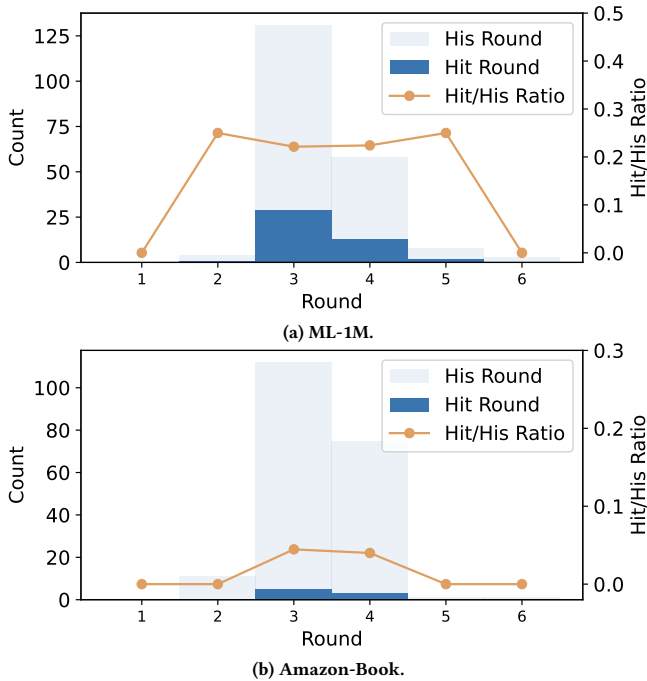 125
100
75
50
25
0
Count
0.5
0.4
0.3
0.2
0.1
0.0
Hit/His Ratio
His Round
Hit Round
Hit/His Ratio
1 2 3 4 5 6
Round
(a) ML-1M.
100
80
60
40
20
0
Count
0.3
0.2
0.1
0.0
Hit/His Ratio
His Round
Hit Round
Hit/His Ratio
1 2 3 4 5 6
Round
(b) Amazon-Book.